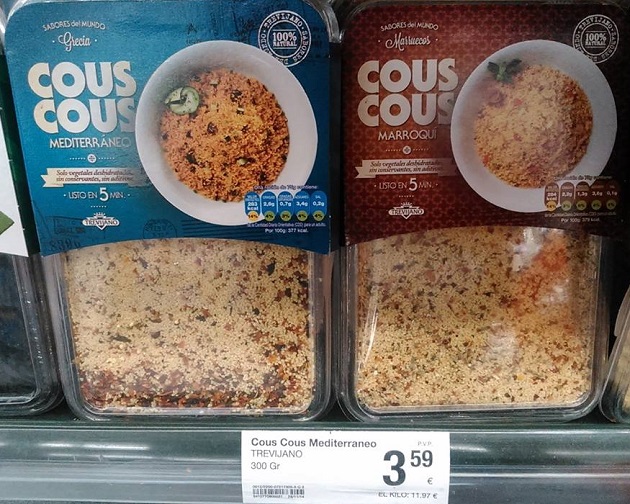 SABORES del MUNDO
Grecia
TREVIJANO
100%
NATURAL
COUS
COUS
MEDITERRÁNEO
Solo vegetales deshidratados,
sin conservantes, sin aditivos
LISTO EN 5 MIN.
TREVIJANO
Por 100g: 377 kcal.
SABORES del MUNDO
Marruecos
100%
NATURAL
COUS
COUS
MARROQUÍ
Solo vegetales deshidratados,
sin conservantes, sin aditivos
LISTO EN 5 MIN.
TREVIJANO
Cous Cous Mediterraneo
TREVIJANO
300 Gr
P.V.P.
3 59
€
EL KILO: 11.97 €